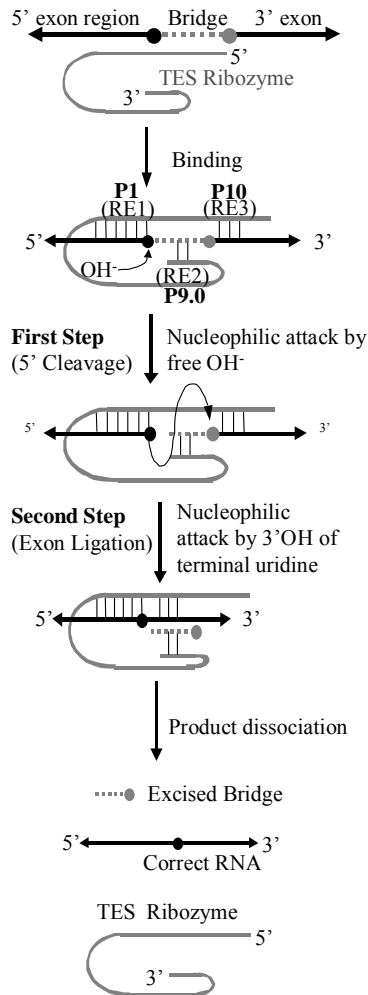 5’ exon region Bridge 3’ exon
5’
TES Ribozyme
3’
Binding
P1 P10
(RE1) (RE3)
5’ 3’
OH-
(RE2)
P9.0
First Step Nucleophilic attack by
(5’ Cleavage) free OH-
5’ 3’
Second Step Nucleophilic
(Exon Ligation) attack by 3’OH of
terminal uridine
5’ 3’
Product dissociation
Excised Bridge
5’ 3’
Correct RNA
TES Ribozyme
5’
3’